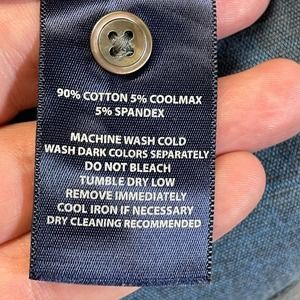 90% COTTON 5% COOLMAX
5% SPANDEX
MACHINE WASH COLD
WASH DARK COLORS SEPARATELY
DO NOT BLEACH
TUMBLE DRY LOW
REMOVE IMMEDIATELY
COOL IRON IF NECESSARY
DRY CLEANING RECOMMENDED